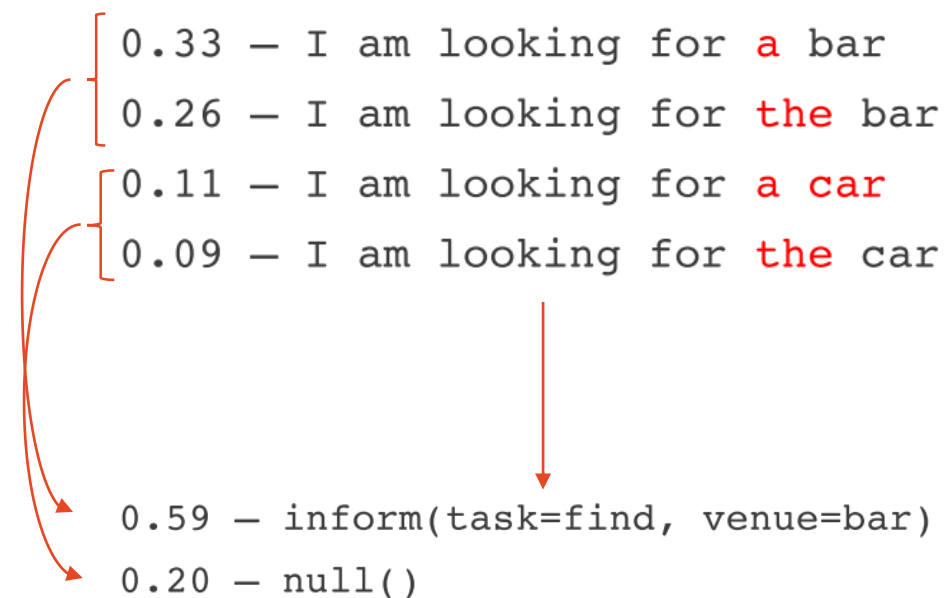 0.33 – I am looking for a bar
0.26 – I am looking for the bar
0.11 – I am looking for a car
0.09 – I am looking for the car
0.59 – inform(task=find, venue=bar)
0.20 – null()